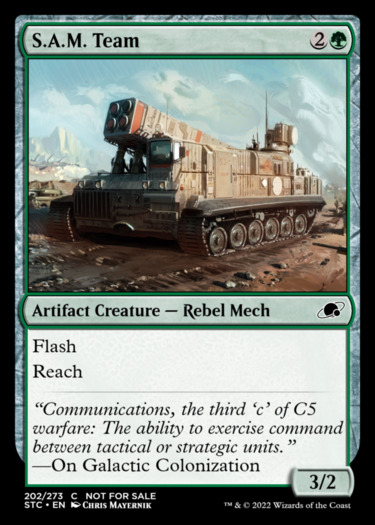 S.A.M. Team
2
Artifact Creature — Rebel Mech
Flash
Reach
“Communications, the third ‘c’ of C5
warfare: The ability to exercise command
between tactical or strategic units.”
—On Galactic Colonization
3/2
202/273 C NOT FOR SALE
STC • EN Chris Mayernik
™ & © 2022 Wizards of the Coast